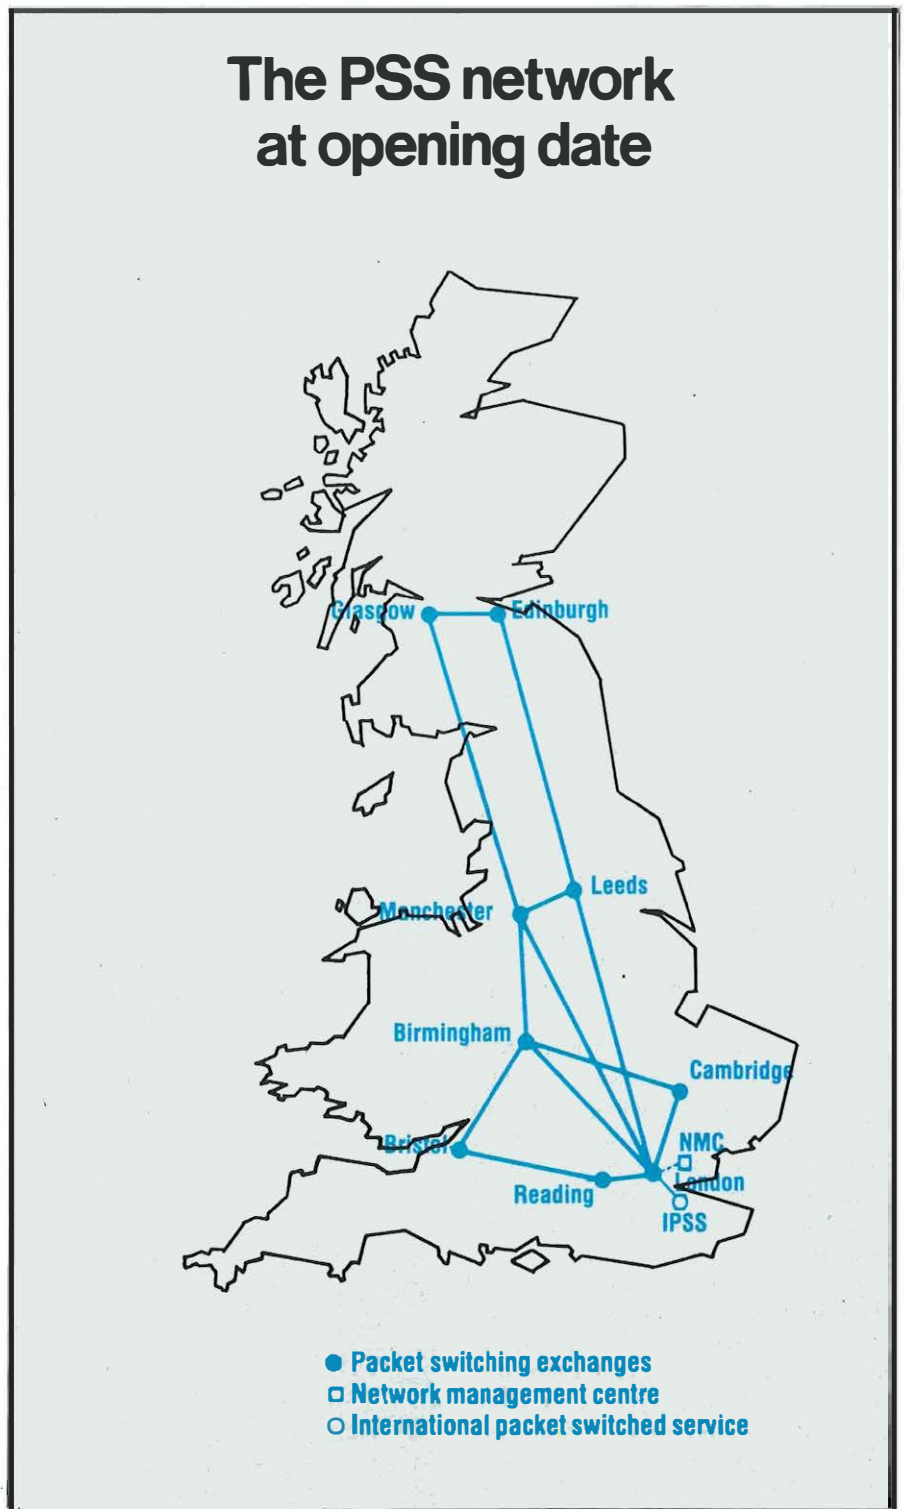 The PSS network
at opening date
Glasgow
Edinburgh
Leeds
Manchester
Birmingham
Cambridge
Bristol
NMC
London
Reading
IPSS
Packet switching exchanges
Network management centre
International packet switched service